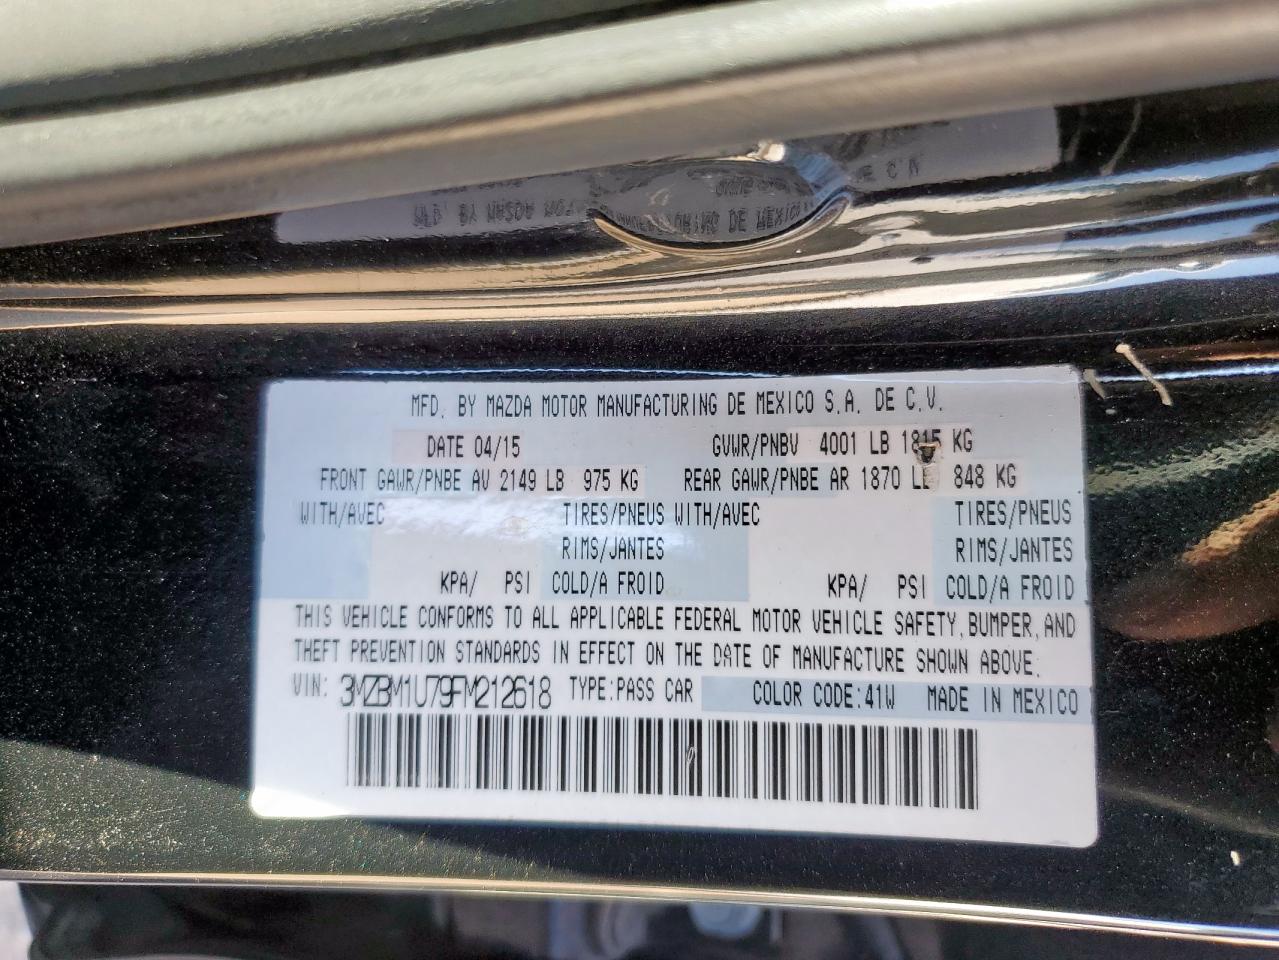 MFD. BY MAZDA MOTOR MANUFACTURING DE MEXICO S.A. DE C.V.
DATE 04/15 GVWR/PNBV 4001 LB 1815 KG
FRONT GAWR/PNBE AV 2149 LB 975 KG REAR GAWR/PNBE AR 1870 LB 848 KG
WITH/AVEC TIRES/PNEUS WITH/AVEC TIRES/PNEUS
RIMS/JANTES RIMS/JANTES
KPA/ PSI COLD/A FROID KPA/ PSI COLD/A FROID
THIS VEHICLE CONFORMS TO ALL APPLICABLE FEDERAL MOTOR VEHICLE SAFETY, BUMPER, AND
THEFT PREVENTION STANDARDS IN EFFECT ON THE DATE OF MANUFACTURE SHOWN ABOVE.
VIN: 3MZBM1U79FM212618 TYPE:PASS CAR COLOR CODE:41W MADE IN MEXICO